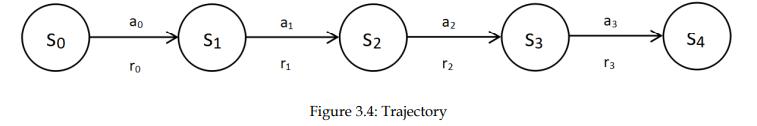 a0 a1 a2 a3
S0 S1 S2 S3 S4
r0 r1 r2 r3
Figure 3.4: Trajectory